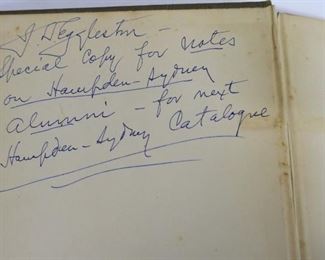 J D Eggleston –
Special Copy for notes
on Hampden-Sydney
Alumni – for next
Hampden-Sydney Catalogue